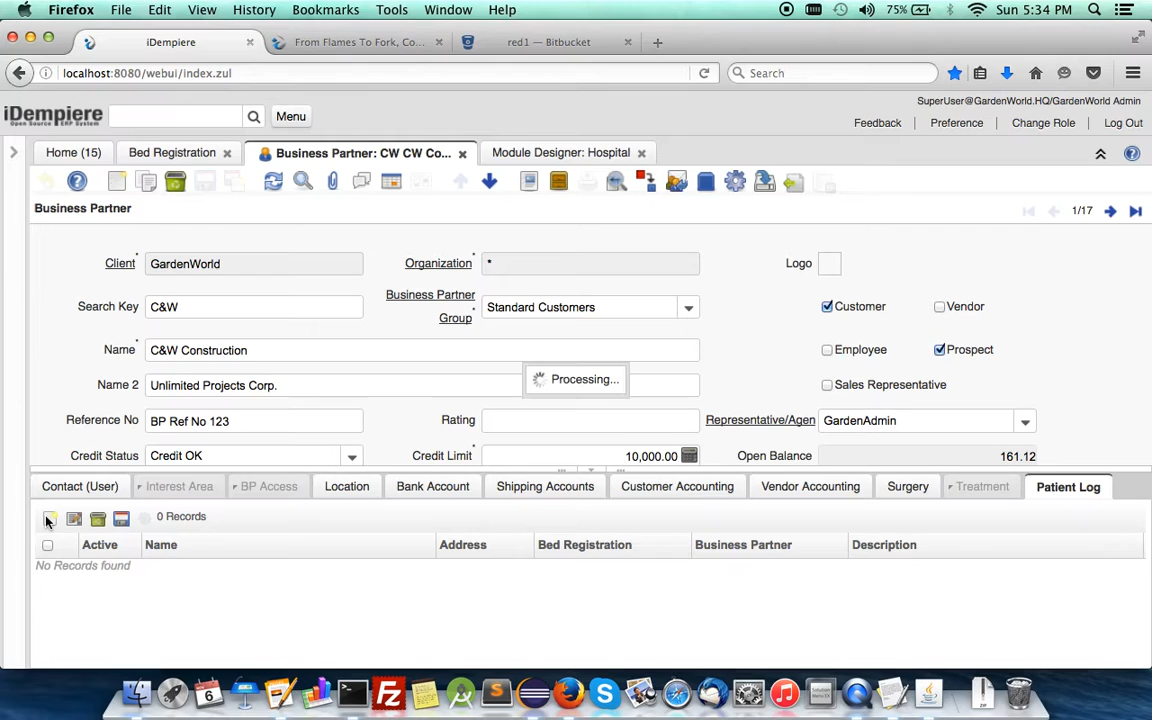 Firefox File Edit View History Bookmarks Tools Window Help 75% Sun 5:34 PM
iDempiere From Flames To Fork, Co... red1 — Bitbucket
localhost:8080/webui/index.zul Search
SuperUser@GardenWorld.HQ/GardenWorld Admin
iDempiere Open Source ERP System Menu
Feedback Preference Change Role Log Out
Home (15) Bed Registration Business Partner: CW CW Co... Module Designer: Hospital
Business Partner 1/17
Client GardenWorld Organization * Logo
Search Key C&W Business Partner Group Standard Customers Customer Vendor
Name C&W Construction Employee Prospect
Processing...
Name 2 Unlimited Projects Corp. Sales Representative
Reference No BP Ref No 123 Rating Representative/Agen GardenAdmin
Credit Status Credit OK Credit Limit 10,000.00 Open Balance 161.12
Contact (User) Interest Area BP Access Location Bank Account Shipping Accounts Customer Accounting Vendor Accounting Surgery Treatment Patient Log
0 Records
Active Name Address Bed Registration Business Partner Description
No Records found